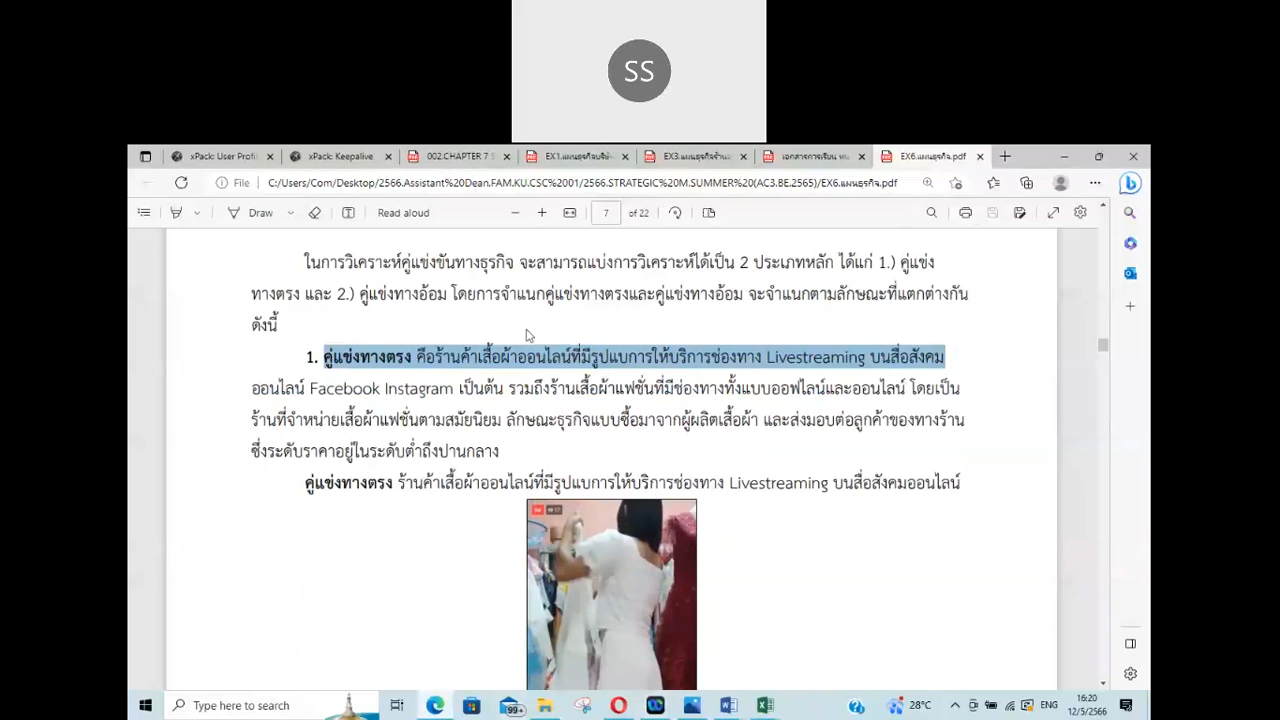 SS
xPack: User Profi
xPack: Keepalive
002.CHAPTER 7 S
EX6.แผนธุรกิจ.pdf
File
C:/Users/Com/Desktop/2566.Assistant%20Dean.FAM.KU.CSC%2001/2566.STRATEGIC%20M.SUMMER%20(AC3.BE.2565)/EX6.แผนธุรกิจ.pdf
Draw
Read aloud
7
of 22
ในการวิเคราะห์คู่แข่งขันทางธุรกิจ จะสามารถแบ่งการวิเคราะห์ได้เป็น 2 ประเภทหลัก ได้แก่ 1.) คู่แข่ง
ทางตรง และ 2.) คู่แข่งทางอ้อม โดยการจำแนกคู่แข่งทางตรงและคู่แข่งทางอ้อม จะจำแนกตามลักษณะที่แตกต่างกัน
ดังนี้
1. คู่แข่งทางตรง คือร้านค้าเสื้อผ้าออนไลน์ที่มีรูปแบการให้บริการช่องทาง Livestreaming บนสื่อสังคม
ออนไลน์ Facebook Instagram เป็นต้น รวมถึงร้านเสื้อผ้าแฟชั่นที่มีช่องทางทั้งแบบออฟไลน์และออนไลน์ โดยเป็น
ร้านที่จำหน่ายเสื้อผ้าแฟชั่นตามสมัยนิยม ลักษณะธุรกิจแบบซื้อมาจากผู้ผลิตเสื้อผ้า และส่งมอบต่อลูกค้าของทางร้าน
ซึ่งระดับราคาอยู่ในระดับต่ำถึงปานกลาง
คู่แข่งทางตรง ร้านค้าเสื้อผ้าออนไลน์ที่มีรูปแบการให้บริการช่องทาง Livestreaming บนสื่อสังคมออนไลน์
Type here to search
99+
28°C
ENG
16:20
12/5/2566